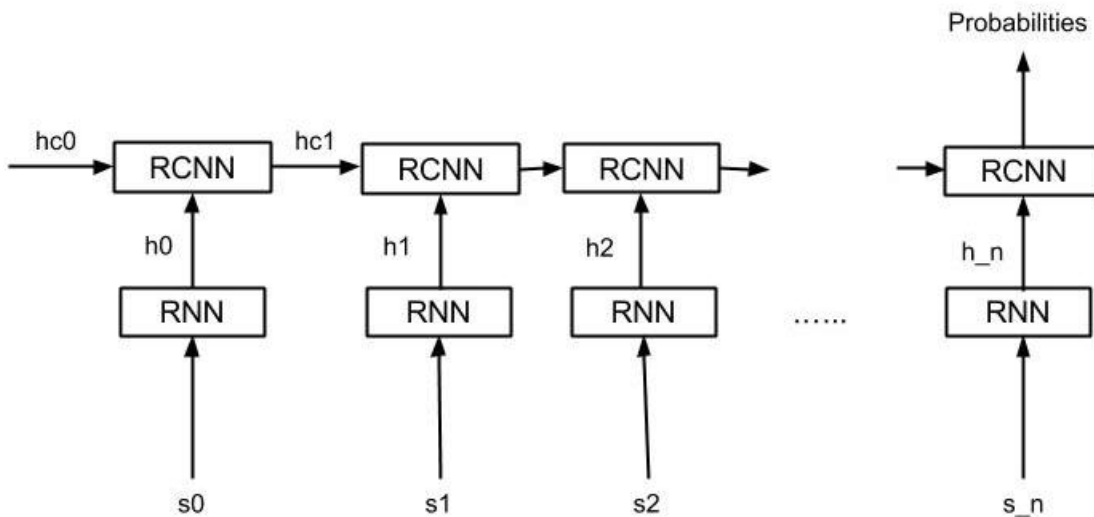 Probabilities
hc0
hc1
RCNN
RCNN
RCNN
RCNN
h0
h1
h2
h_n
RNN
RNN
RNN
......
RNN
s0
s1
s2
s_n